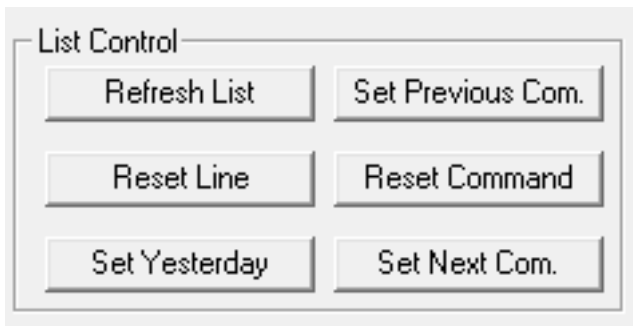 List Control
Refresh List
Set Previous Com.
Reset Line
Reset Command
Set Yesterday
Set Next Com.